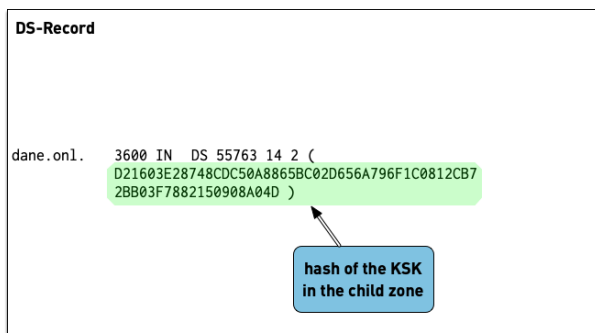 DS-Record
dane.onl. 3600 IN DS 55763 14 2 (
D21603E28748CDC50A8865BC02D656A796F1C0812CB7
2BB03F7882150908A04D )
hash of the KSK
in the child zone